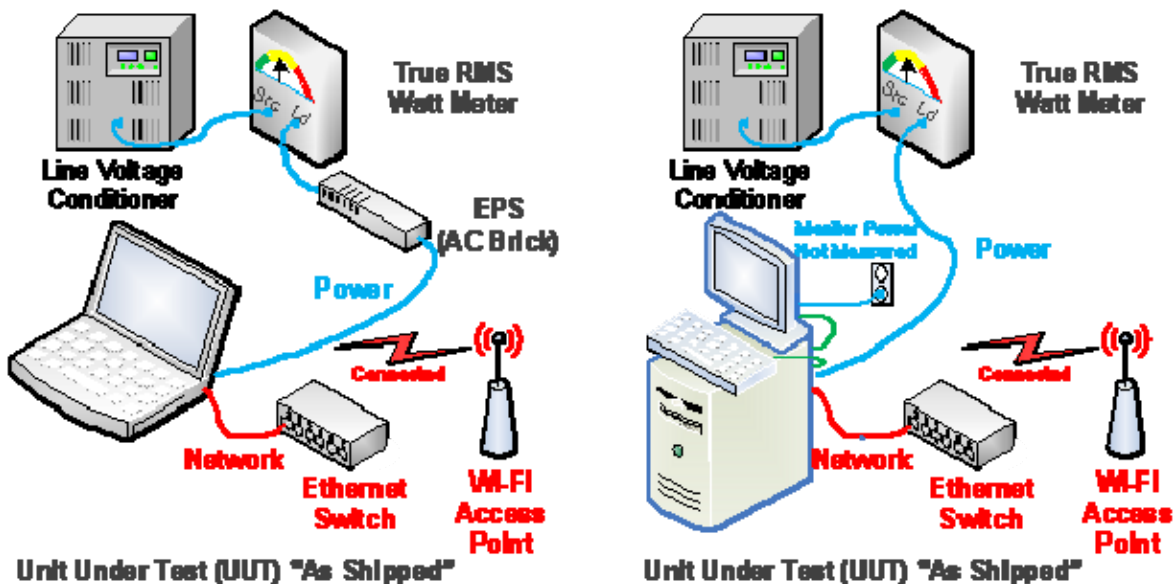 True RMS
Watt Meter
Src Ld
Line Voltage
Conditioner
EPS
(AC Brick)
Power
Connected
Network
Ethernet
Switch
WI-FI
Access
Point
Unit Under Test (UUT) "As Shipped"
True RMS
Watt Meter
Src Ld
Line Voltage
Conditioner
Monitor Power
Not Measured
Power
Connected
Network
Ethernet
Switch
WI-FI
Access
Point
Unit Under Test (UUT) "As Shipped"